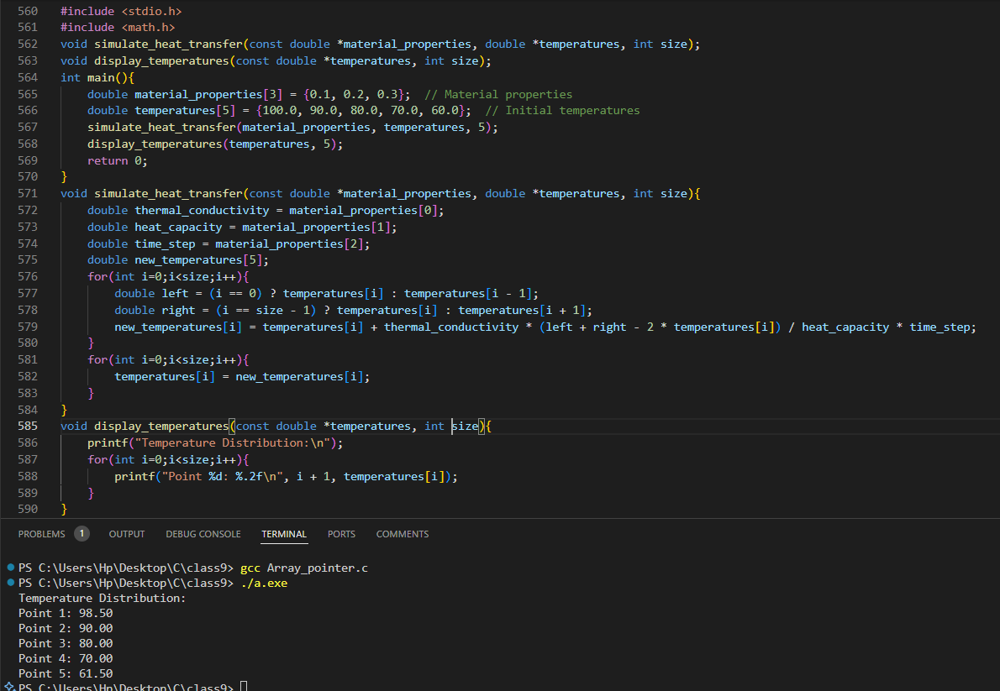 560 #include <stdio.h>
561 #include <math.h>
562 void simulate_heat_transfer(const double *material_properties, double *temperatures, int size);
563 void display_temperatures(const double *temperatures, int size);
564 int main(){
565     double material_properties[3] = {0.1, 0.2, 0.3};  // Material properties
566     double temperatures[5] = {100.0, 90.0, 80.0, 70.0, 60.0};  // Initial temperatures
567     simulate_heat_transfer(material_properties, temperatures, 5);
568     display_temperatures(temperatures, 5);
569     return 0;
570 }
571 void simulate_heat_transfer(const double *material_properties, double *temperatures, int size){
572     double thermal_conductivity = material_properties[0];
573     double heat_capacity = material_properties[1];
574     double time_step = material_properties[2];
575     double new_temperatures[5];
576     for(int i=0;i<size;i++){
577         double left = (i == 0) ? temperatures[i] : temperatures[i - 1];
578         double right = (i == size - 1) ? temperatures[i] : temperatures[i + 1];
579         new_temperatures[i] = temperatures[i] + thermal_conductivity * (left + right - 2 * temperatures[i]) / heat_capacity * time_step;
580     }
581     for(int i=0;i<size;i++){
582         temperatures[i] = new_temperatures[i];
583     }
584 }
585 void display_temperatures(const double *temperatures, int size){
586     printf("Temperature Distribution:\n");
587     for(int i=0;i<size;i++){
588         printf("Point %d: %.2f\n", i + 1, temperatures[i]);
589     }
590 }
PROBLEMS 1 OUTPUT DEBUG CONSOLE TERMINAL PORTS COMMENTS
PS C:\Users\Hp\Desktop\C\class9> gcc Array_pointer.c
PS C:\Users\Hp\Desktop\C\class9> ./a.exe
Temperature Distribution:
Point 1: 98.50
Point 2: 90.00
Point 3: 80.00
Point 4: 70.00
Point 5: 61.50
PS C:\Users\Hp\Desktop\C\class9>